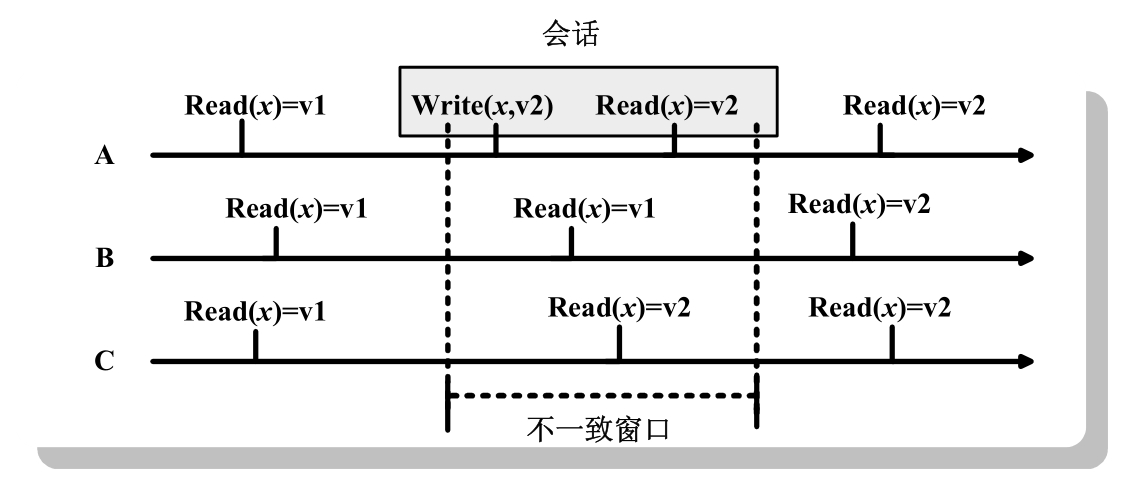 会话
Read(x)=v1 Write(x,v2) Read(x)=v2 Read(x)=v2
A
Read(x)=v1 Read(x)=v1 Read(x)=v2
B
Read(x)=v1 Read(x)=v2 Read(x)=v2
C
不一致窗口